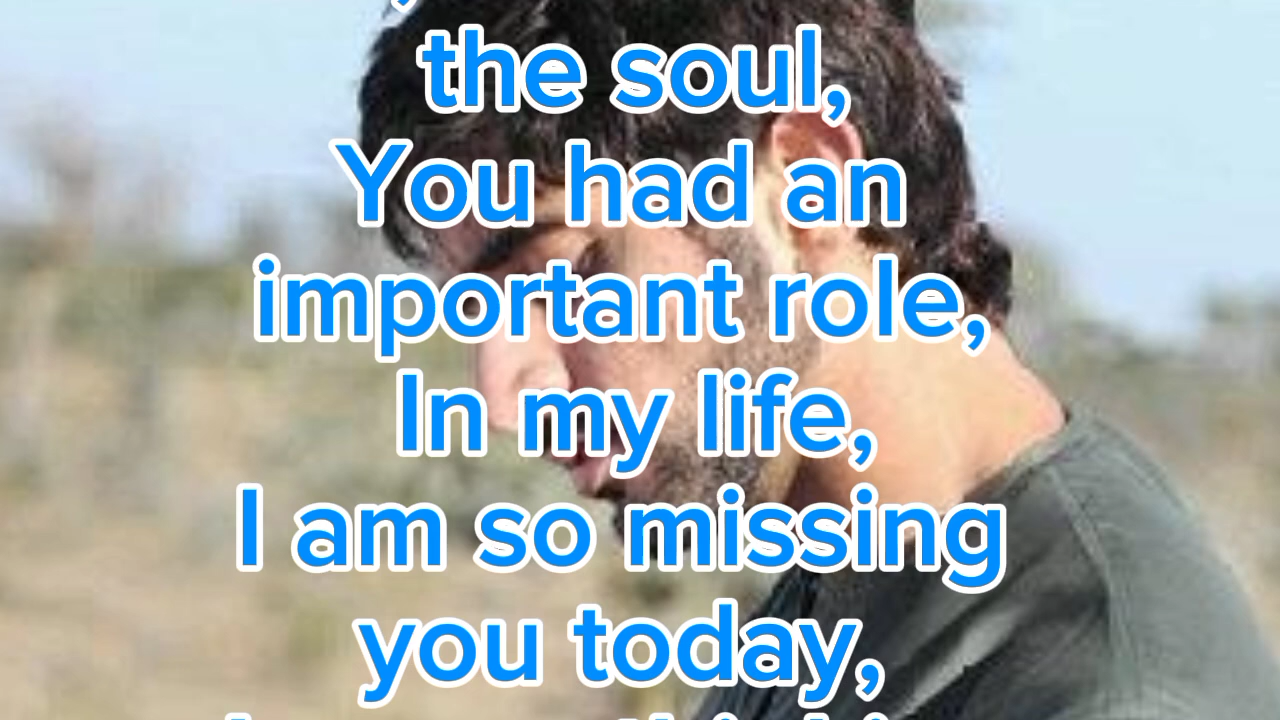 the soul,
You had an
important role,
In my life,
I am so missing
you today,